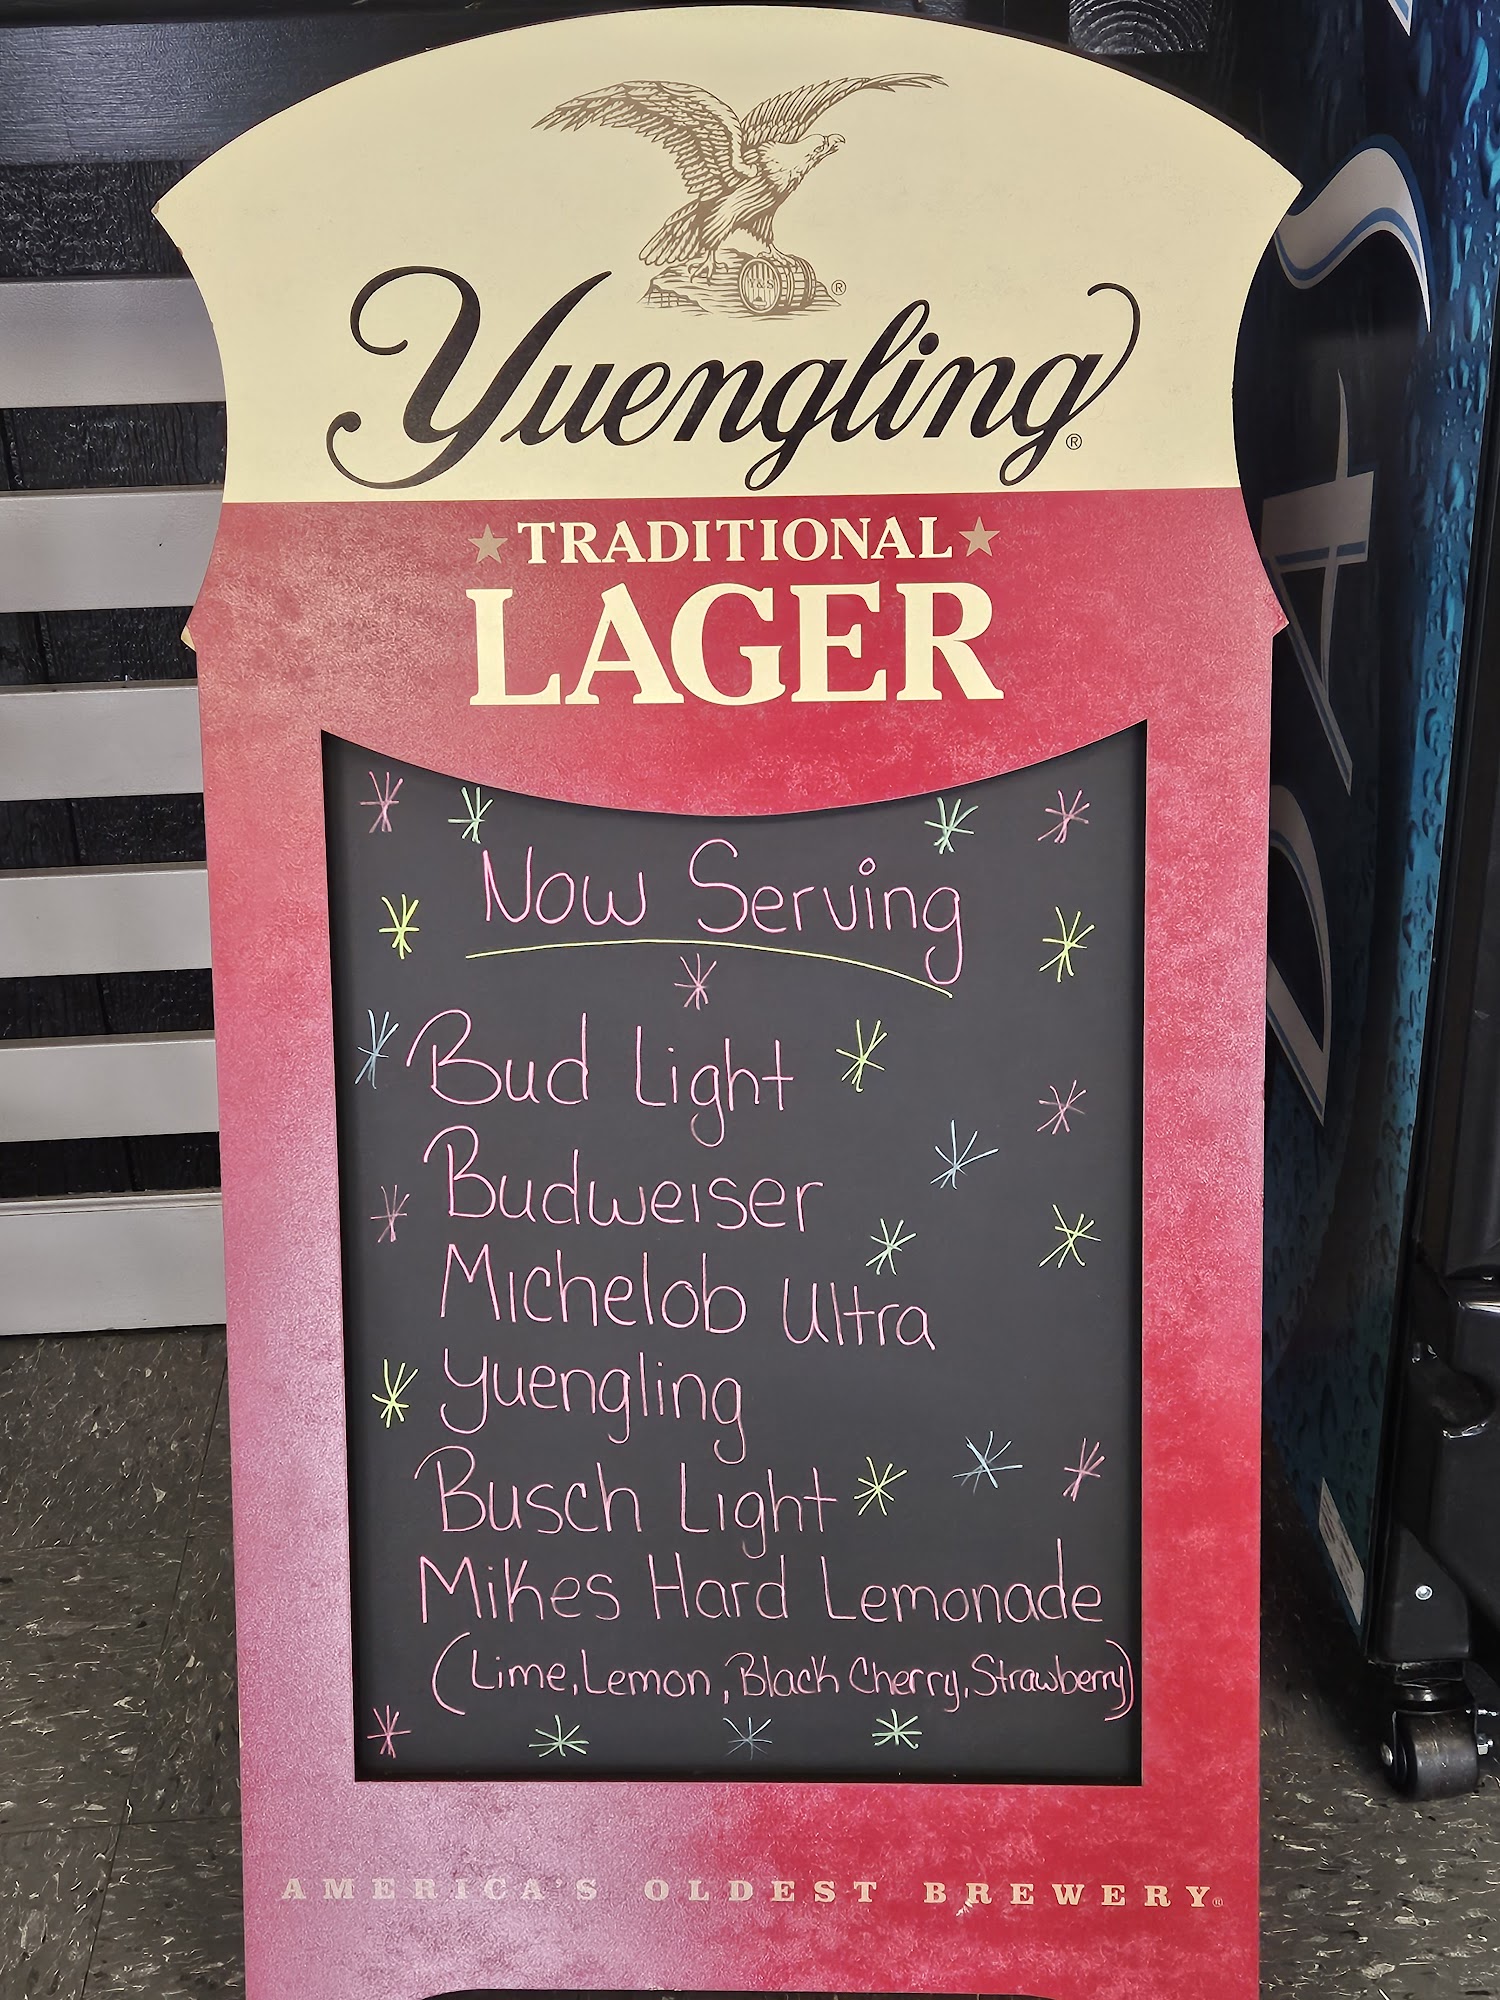 Y&S
Yuengling®
TRADITIONAL
LAGER
Now Serving
Bud Light
Budweiser
Michelob Ultra
Yuengling
Busch Light
Mikes Hard Lemonade
(Lime, Lemon, Black Cherry, Strawberry)
AMERICA'S OLDEST BREWERY®